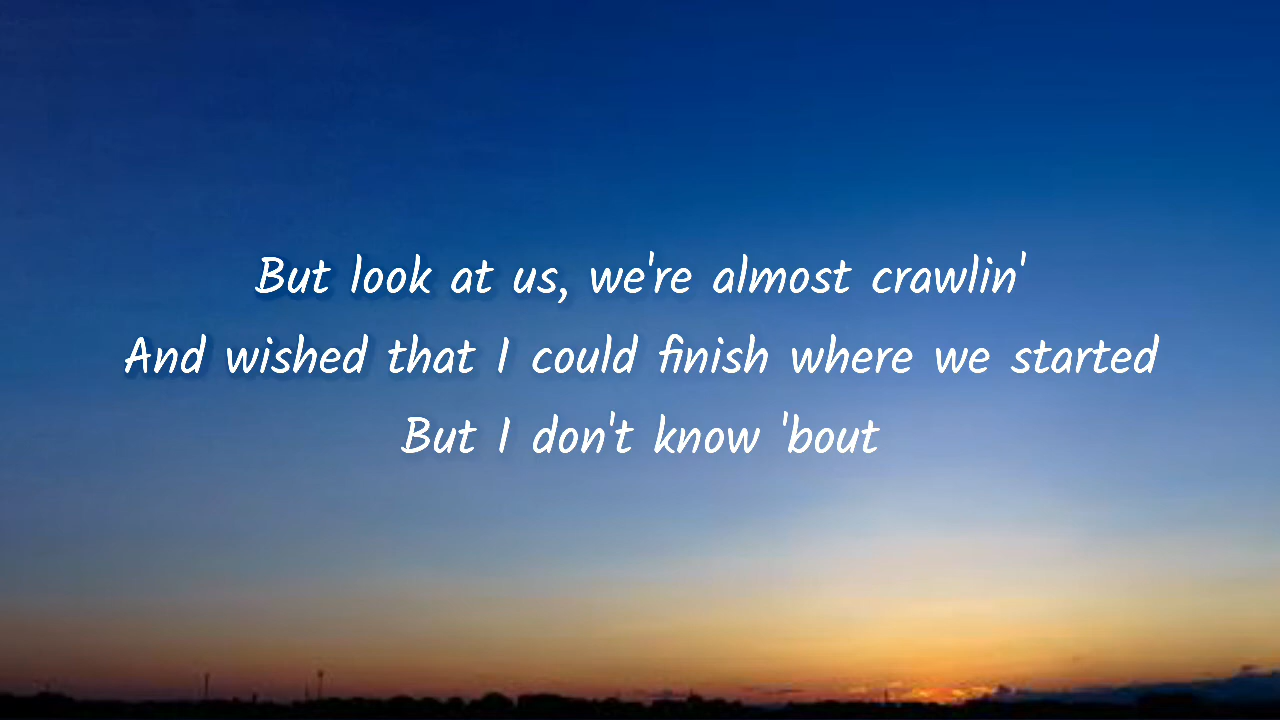 But look at us, we're almost crawlin'
And wished that I could finish where we started
But I don't know 'bout